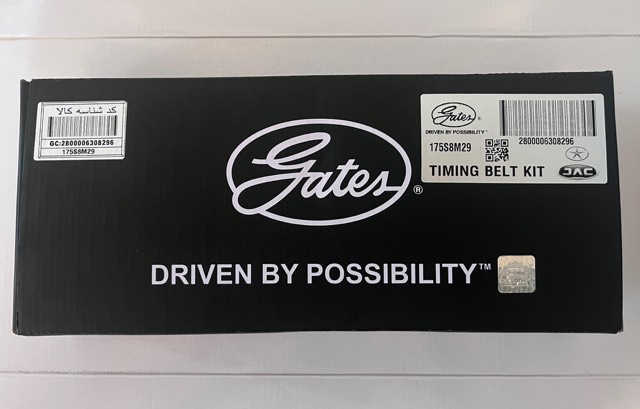 کد شناسه کالا
GC:2800006308296
175S8M29
Gates®
DRIVEN BY POSSIBILITY™
Gates®
DRIVEN BY POSSIBILITY™
175S8M29
2800006308296
TIMING BELT KIT
JAC